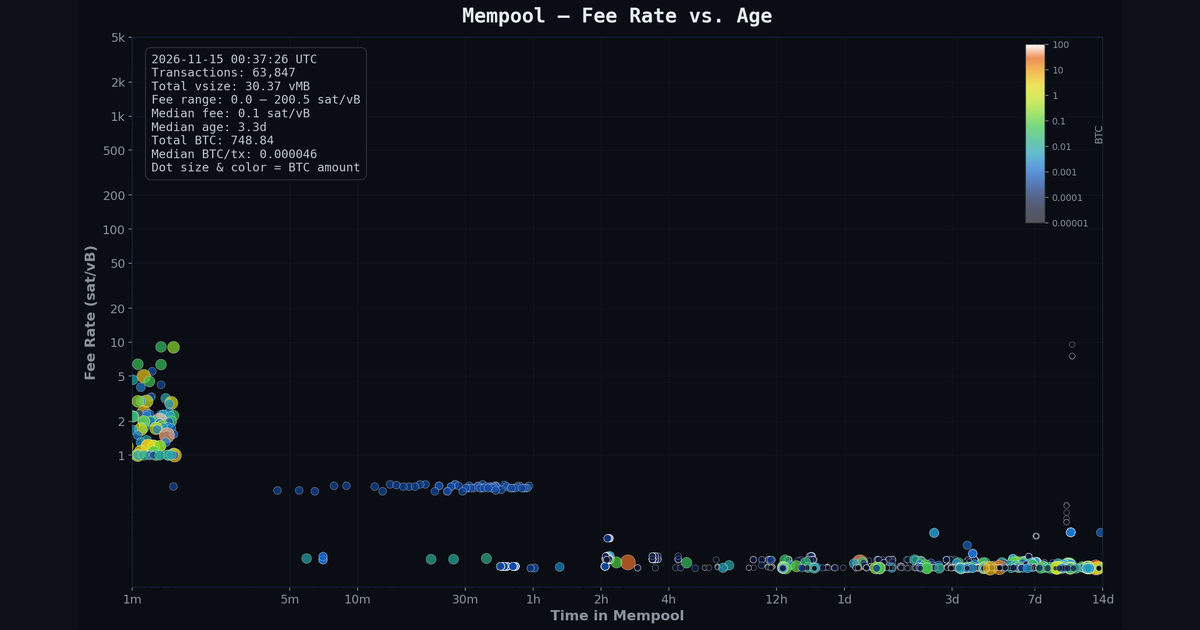 Mempool — Fee Rate vs. Age
2026-11-15 00:37:26 UTC
Transactions: 63,847
Total vsize: 30.37 vMB
Fee range: 0.0 — 200.5 sat/vB
Median fee: 0.1 sat/vB
Median age: 3.3d
Total BTC: 748.84
Median BTC/tx: 0.000046
Dot size & color = BTC amount
100
10
1
0.1
0.01
0.001
0.0001
0.00001
BTC
Fee Rate (sat/vB)
5k
2k
1k
500
200
100
50
20
10
5
2
1
1m
5m
10m
30m
1h
2h
4h
12h
1d
3d
7d
14d
Time in Mempool